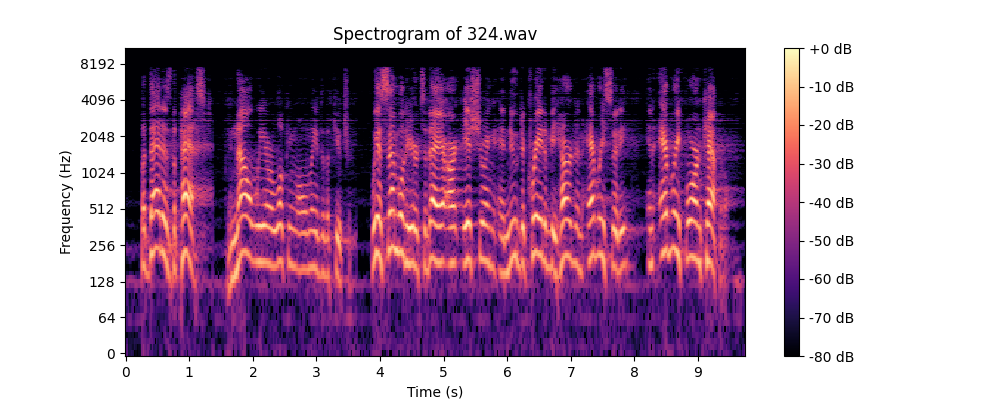 Spectrogram of 324.wav
Frequency (Hz)
8192
4096
2048
1024
512
256
128
64
0
0 1 2 3 4 5 6 7 8 9
Time (s)
+0 dB
-10 dB
-20 dB
-30 dB
-40 dB
-50 dB
-60 dB
-70 dB
-80 dB